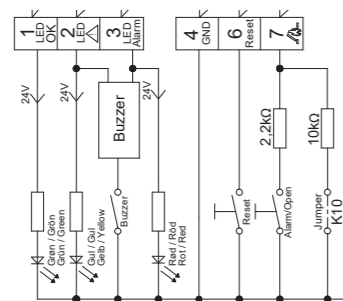 1
LED
OK
2
LED
3
LED
Alarm
4
GND
6
Reset
7
24V
24V
24V
Buzzer
2,2kΩ
10kΩ
Grøn / Grön
Grün / Green
Gul / Gul
Gelb / Yellow
Buzzer
Rød / Röd
Rot / Red
Reset
Alarm/Open
Jumper
K10